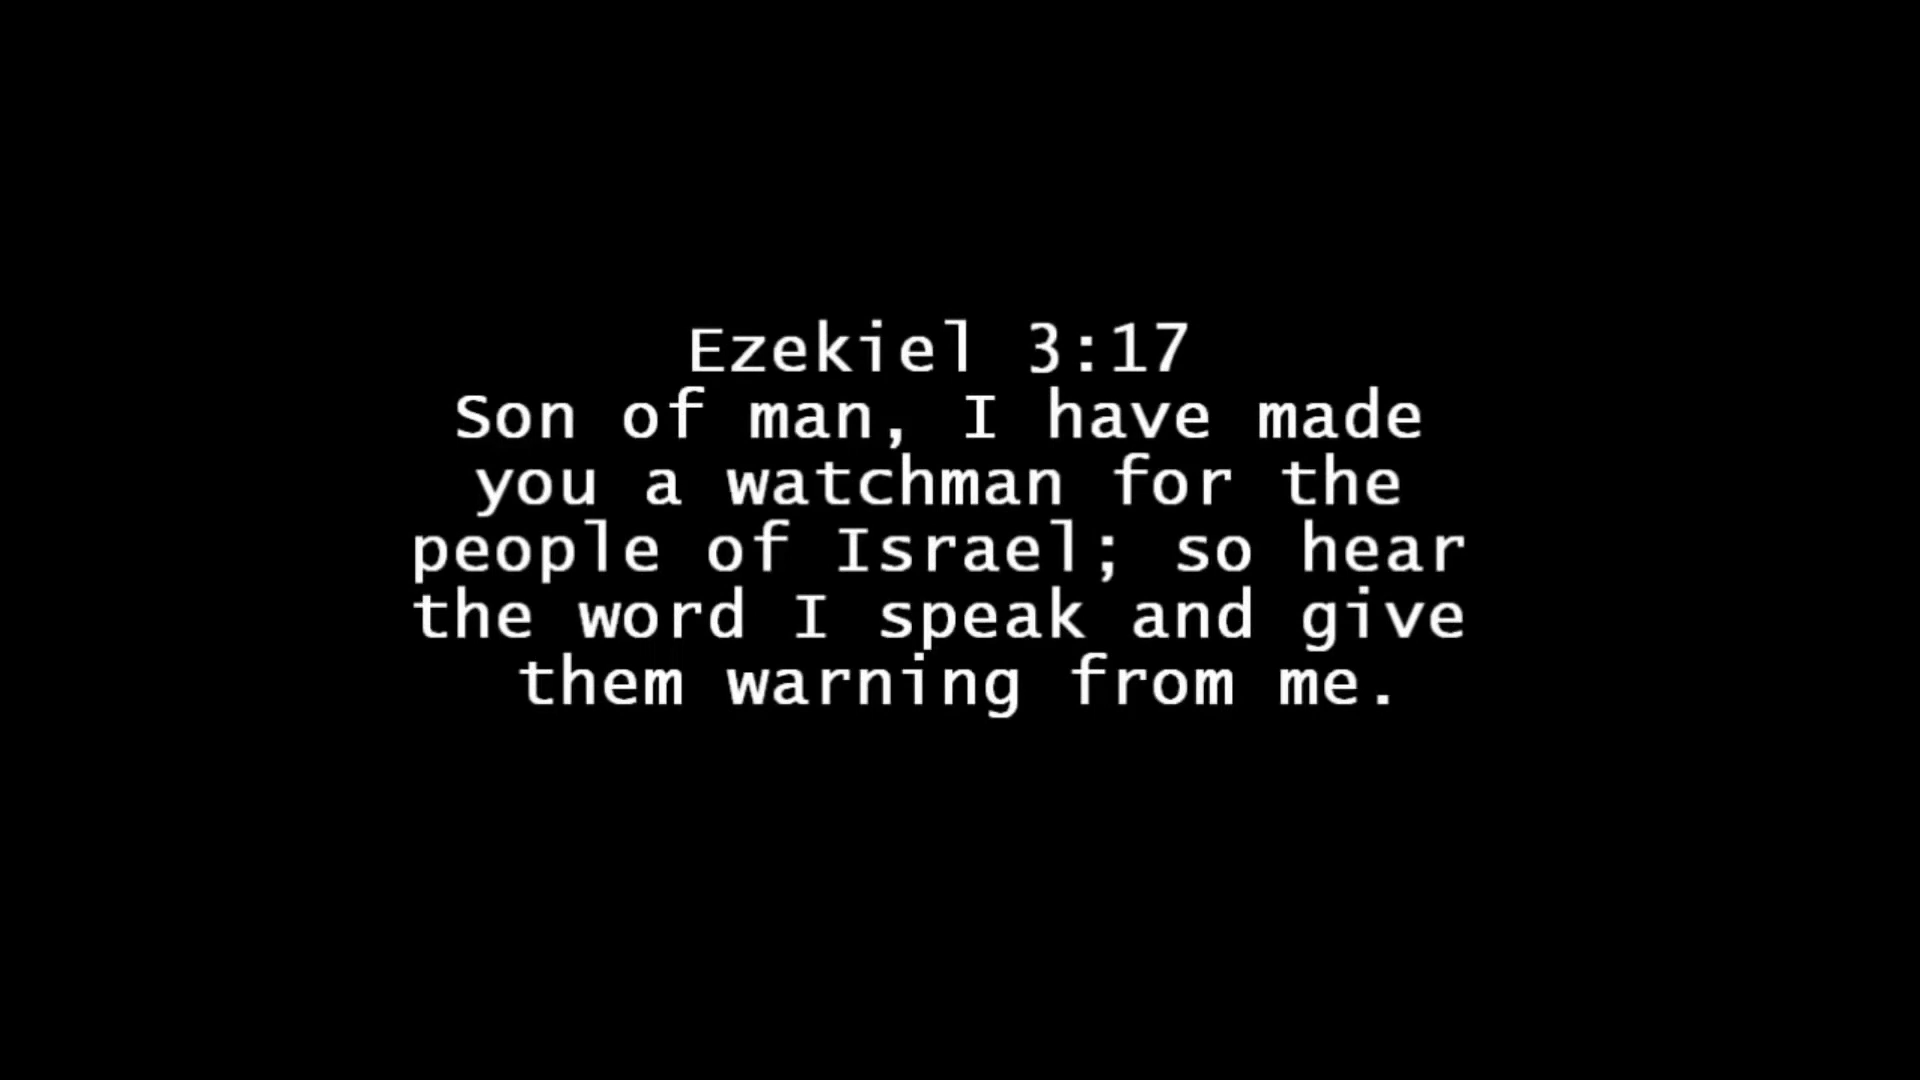 Ezekiel 3:17
Son of man, I have made
you a watchman for the
people of Israel; so hear
the word I speak and give
them warning from me.